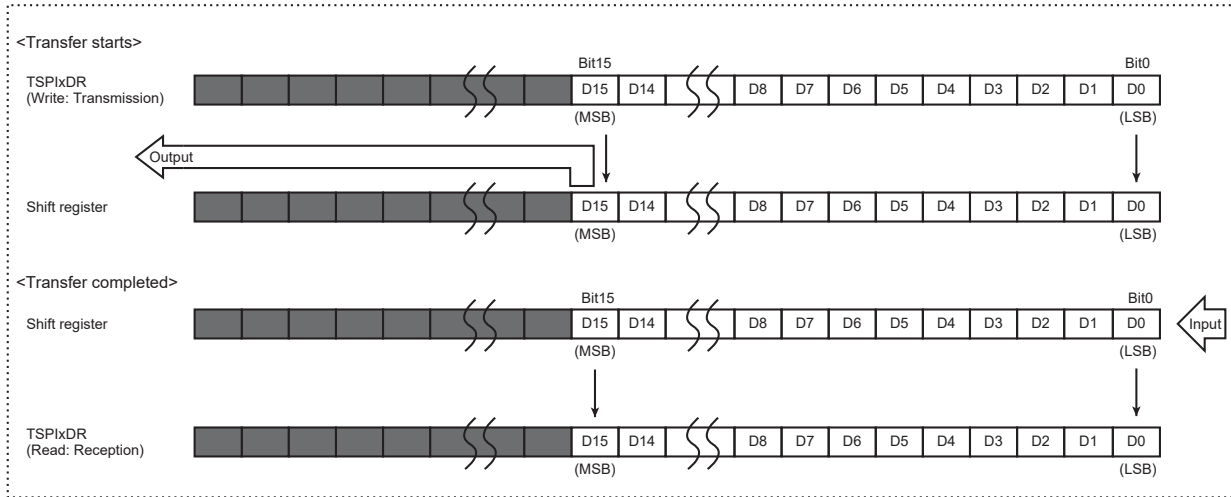 <Transfer starts>
Bit15 Bit0
TSPIxDR
(Write: Transmission)
D15 D14 D8 D7 D6 D5 D4 D3 D2 D1 D0
(MSB) (LSB)
Output
Shift register
D15 D14 D8 D7 D6 D5 D4 D3 D2 D1 D0
(MSB) (LSB)
<Transfer completed>
Bit15 Bit0
Shift register
D15 D14 D8 D7 D6 D5 D4 D3 D2 D1 D0
Input
(MSB) (LSB)
TSPIxDR
(Read: Reception)
D15 D14 D8 D7 D6 D5 D4 D3 D2 D1 D0
(MSB) (LSB)